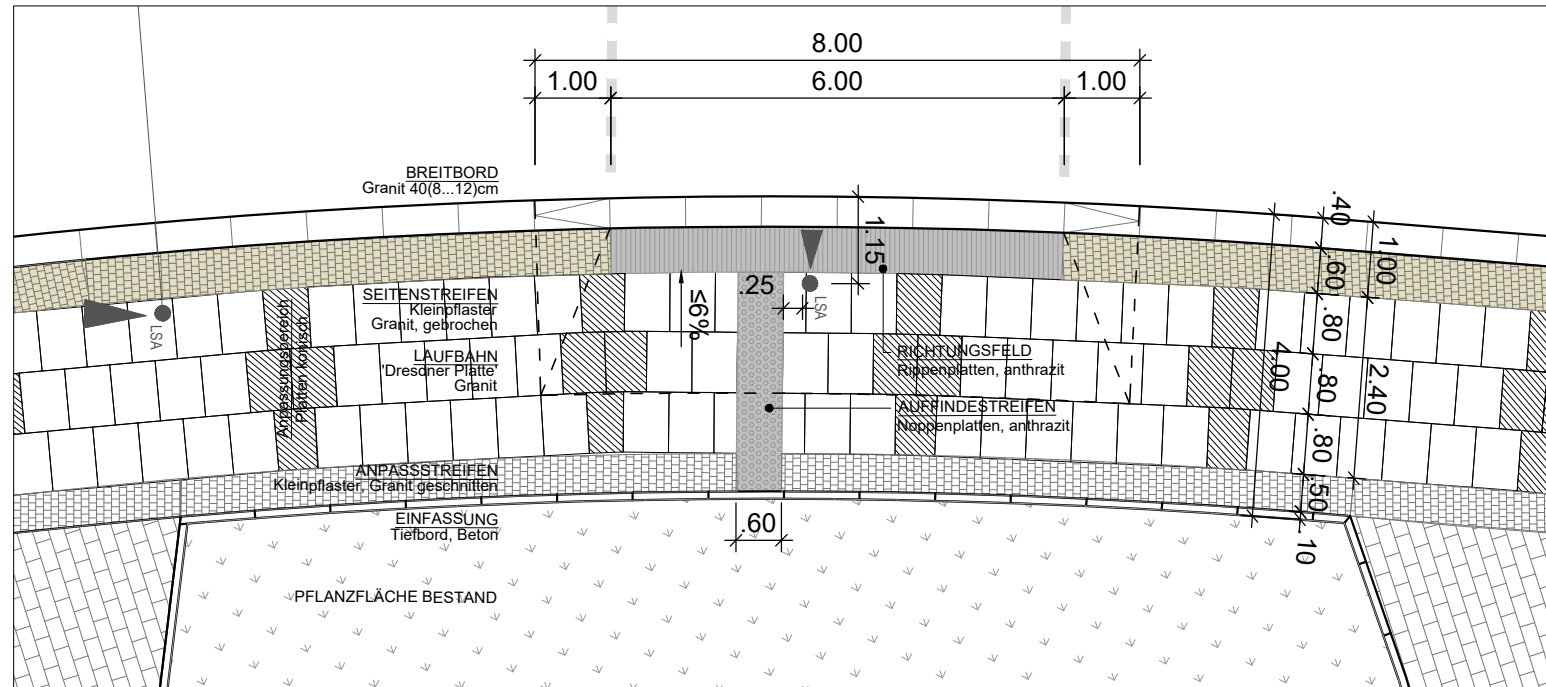 8.00
1.00
6.00
1.00
BREITBORD
Granit 40(8...12)cm
1.15
.40
1.00
.60
.80
.80
.80
.50
.10
4.00
2.40
SEITENSTREIFEN
Kleinpflaster
Granit, gebrochen
LSA
Anpassungsbereich
Platten konisch
≤6%
.25
LSA
LAUFBAHN
'Dresdner Platte'
Granit
RICHTUNGSFELD
Rippenplatten, anthrazit
AUFFINDESTREIFEN
Noppenplatten, anthrazit
ANPASSSTREIFEN
Kleinpflaster, Granit geschnitten
EINFASSUNG
Tiefbord, Beton
.60
PFLANZFLÄCHE BESTAND